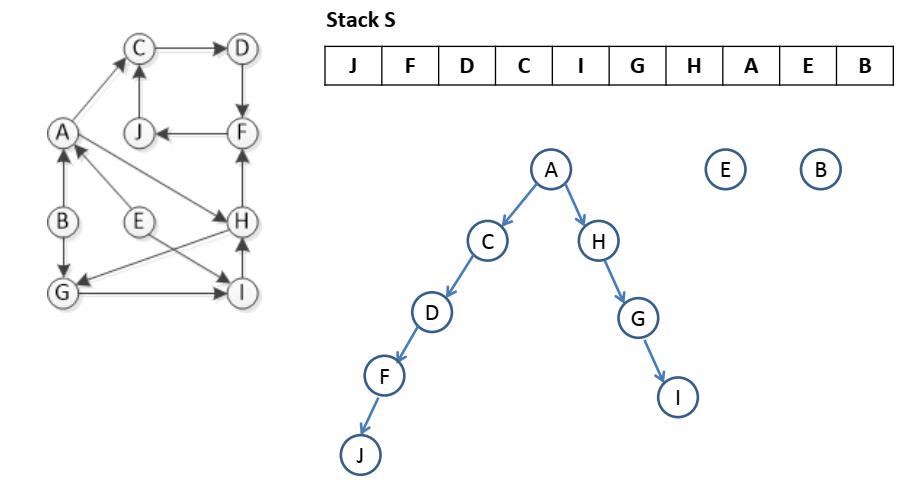 Stack S
J F D C I G H A E B
C D
A J F
B E H
G I
A E B
C H
D G
F I
J